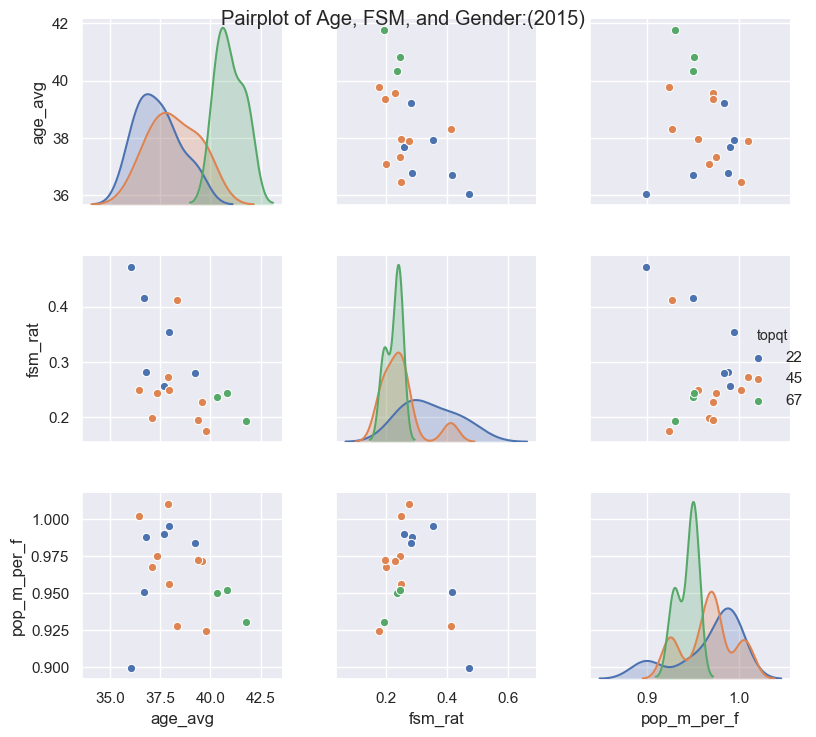 Pairplot of Age, FSM, and Gender:(2015)
42
40
38
36
age_avg
0.4
0.3
0.2
fsm_rat
topqt
22
45
67
1.000
0.975
0.950
0.925
0.900
pop_m_per_f
35.0 37.5 40.0 42.5
0.2 0.4 0.6
0.9 1.0
age_avg
fsm_rat
pop_m_per_f